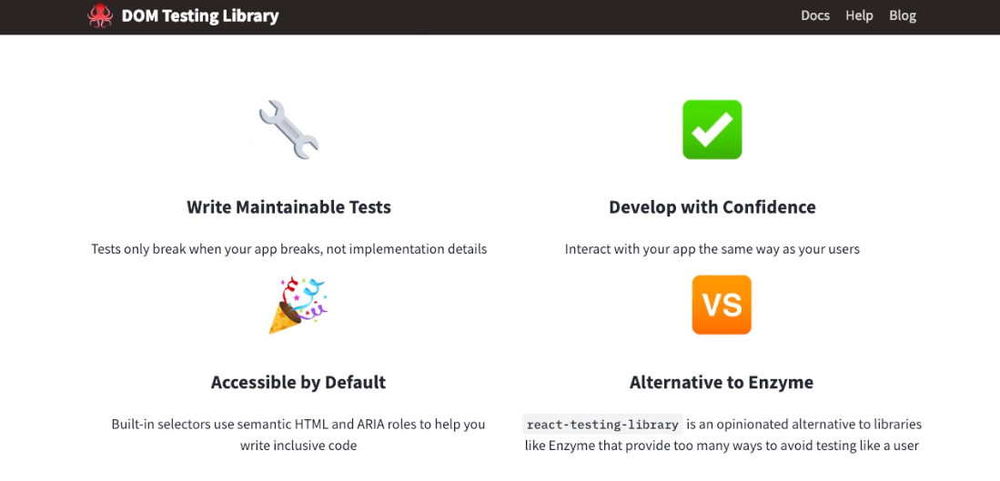 DOM Testing Library
Docs Help Blog
Write Maintainable Tests
Tests only break when your app breaks, not implementation details
Develop with Confidence
Interact with your app the same way as your users
Accessible by Default
Built-in selectors use semantic HTML and ARIA roles to help you
write inclusive code
VS
Alternative to Enzyme
react-testing-library is an opinionated alternative to libraries
like Enzyme that provide too many ways to avoid testing like a user